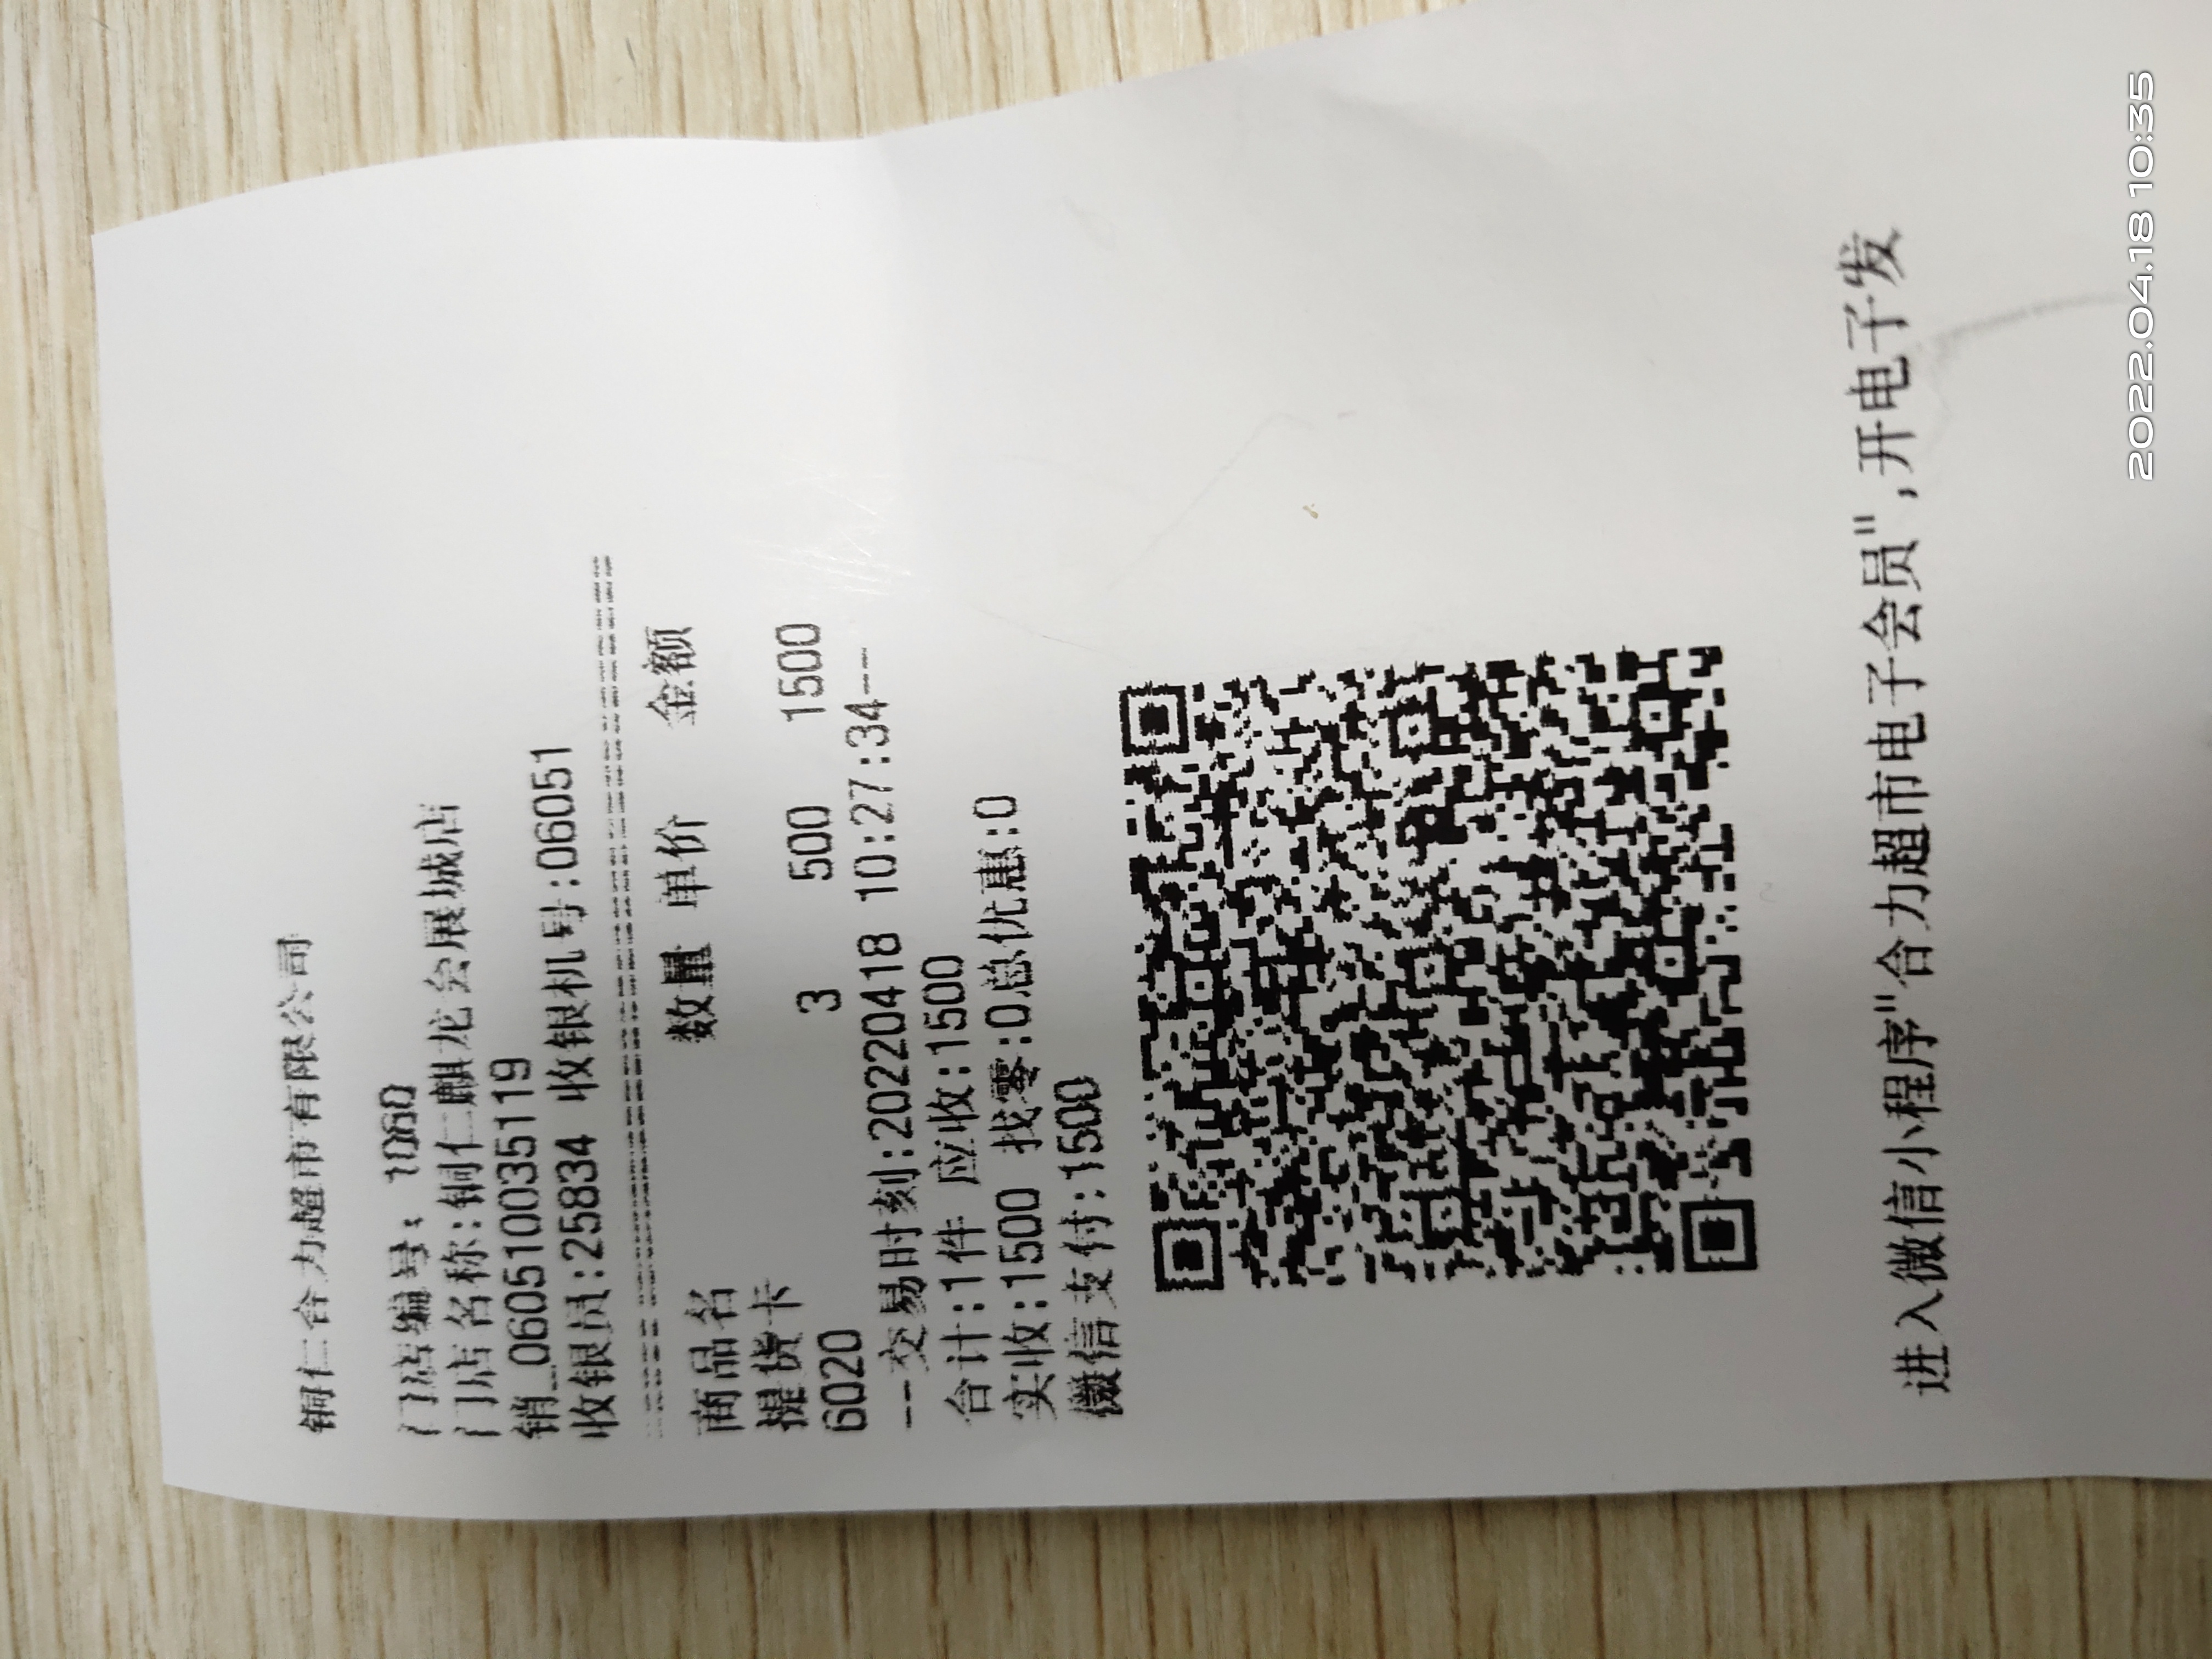 铜仁合力超市有限公司
门店编号: 1060
门店名称:铜仁麒龙会展城店
销_060510035119
收银员:25834 收银机号:06051
商品名 数量 单价 金额
提货卡
6020 3 500 1500
--交易时刻:20220418 10:27:34--
合计:1件 应收:1500
实收:1500 找零:0总优惠:0
微信支付:1500
进入微信小程序"合力超市电子会员",开电子发
2022.04.18 10:35